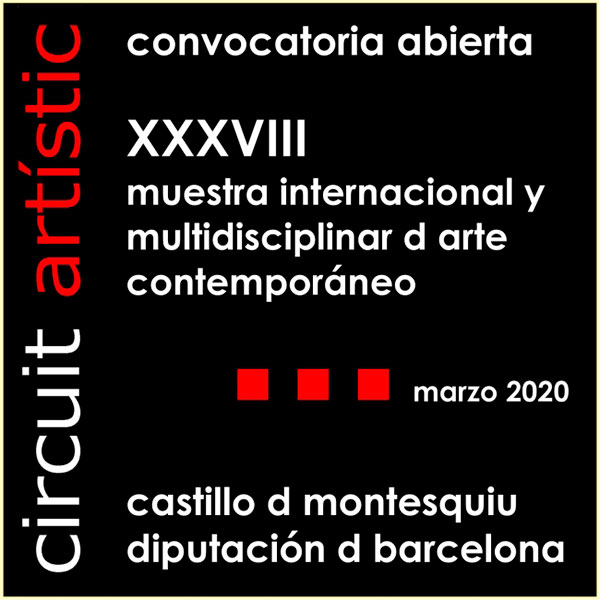 circuit artístic
convocatoria abierta
XXXVIII
muestra internacional y
multidisciplinar d arte
contemporáneo
marzo 2020
castillo d montesquiu
diputación d barcelona